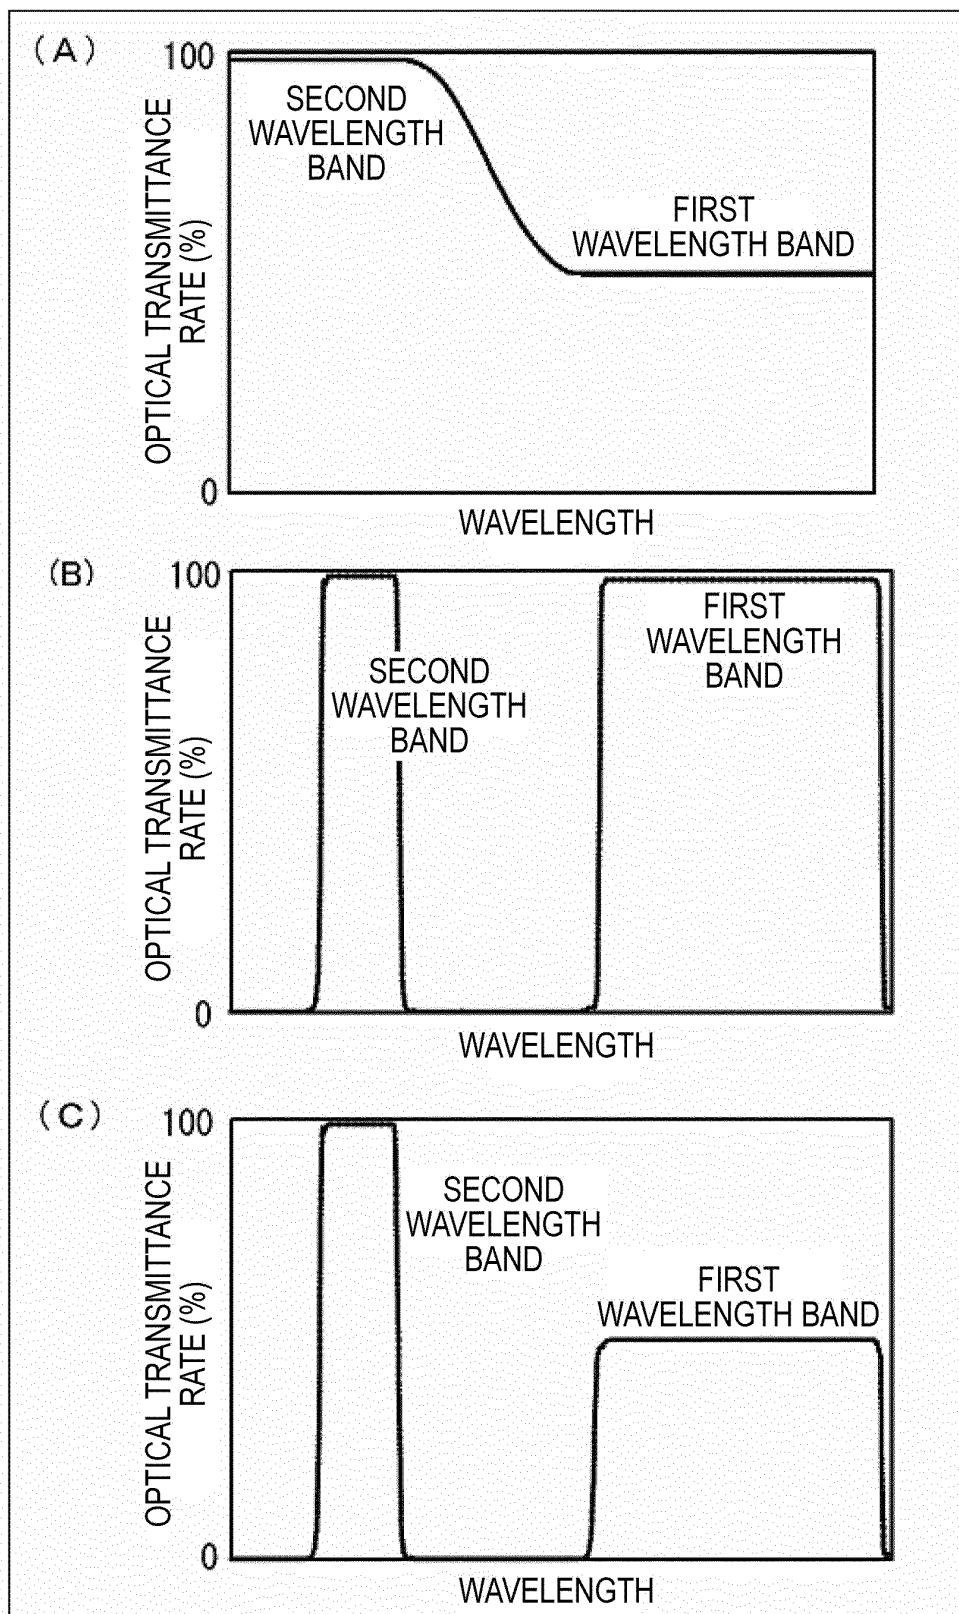 (A)
100
SECOND
WAVELENGTH
BAND
FIRST
WAVELENGTH BAND
OPTICAL TRANSMITTANCE
RATE (%)
0
WAVELENGTH
(B)
100
FIRST
WAVELENGTH
BAND
SECOND
WAVELENGTH
BAND
OPTICAL TRANSMITTANCE
RATE (%)
0
WAVELENGTH
(C)
100
SECOND
WAVELENGTH
BAND
FIRST
WAVELENGTH BAND
OPTICAL TRANSMITTANCE
RATE (%)
0
WAVELENGTH